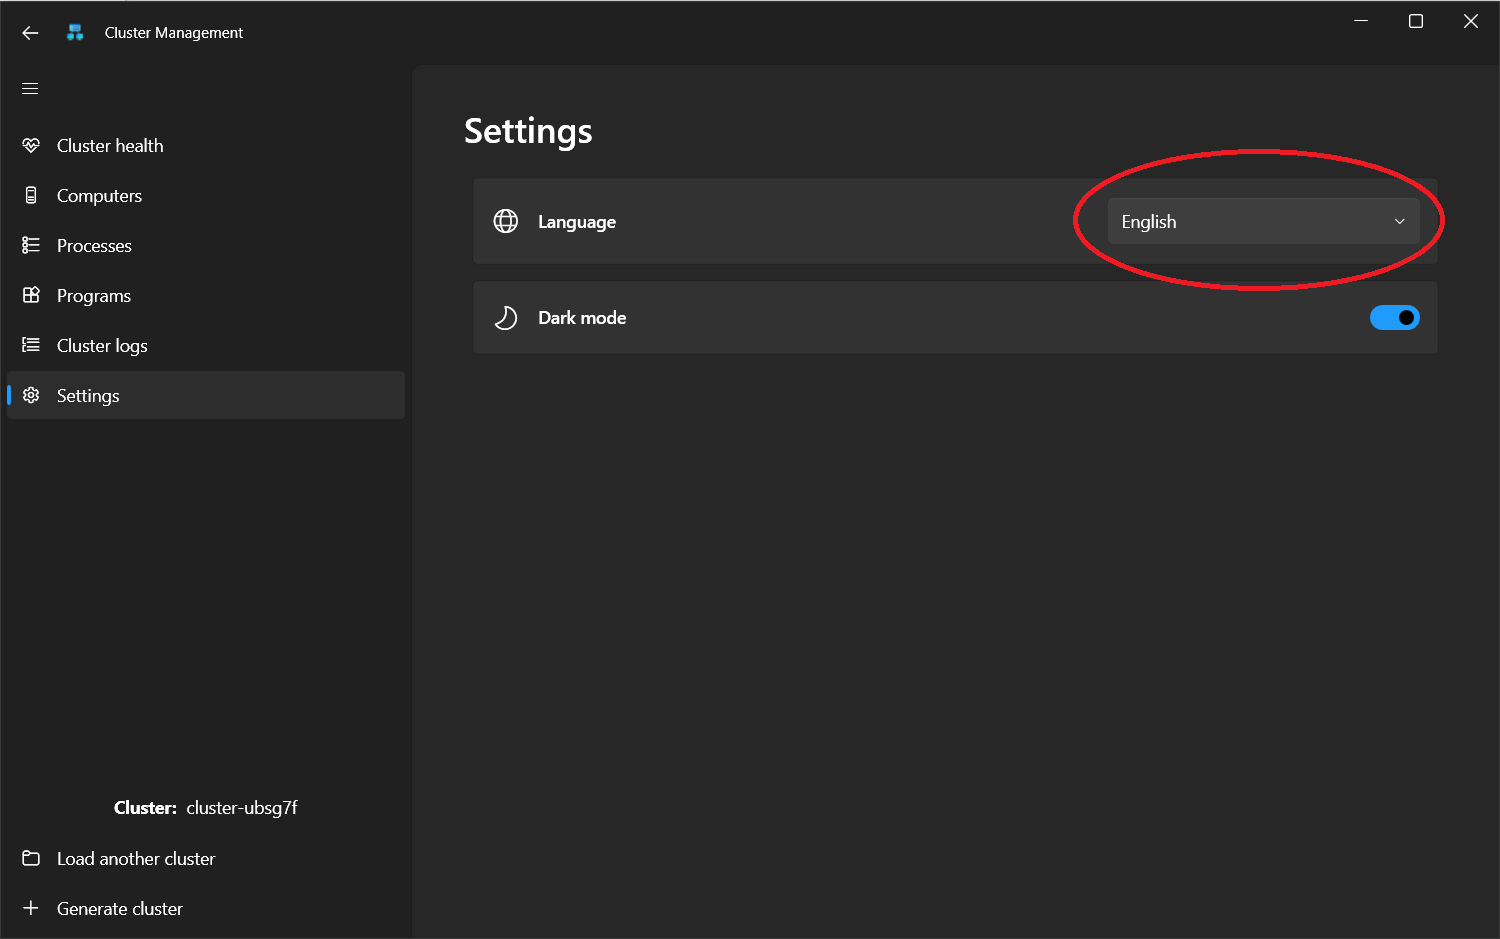 Cluster Management
Cluster health
Computers
Processes
Programs
Cluster logs
Settings
Cluster: cluster-ubsg7f
Load another cluster
Generate cluster
Settings
Language
English
Dark mode